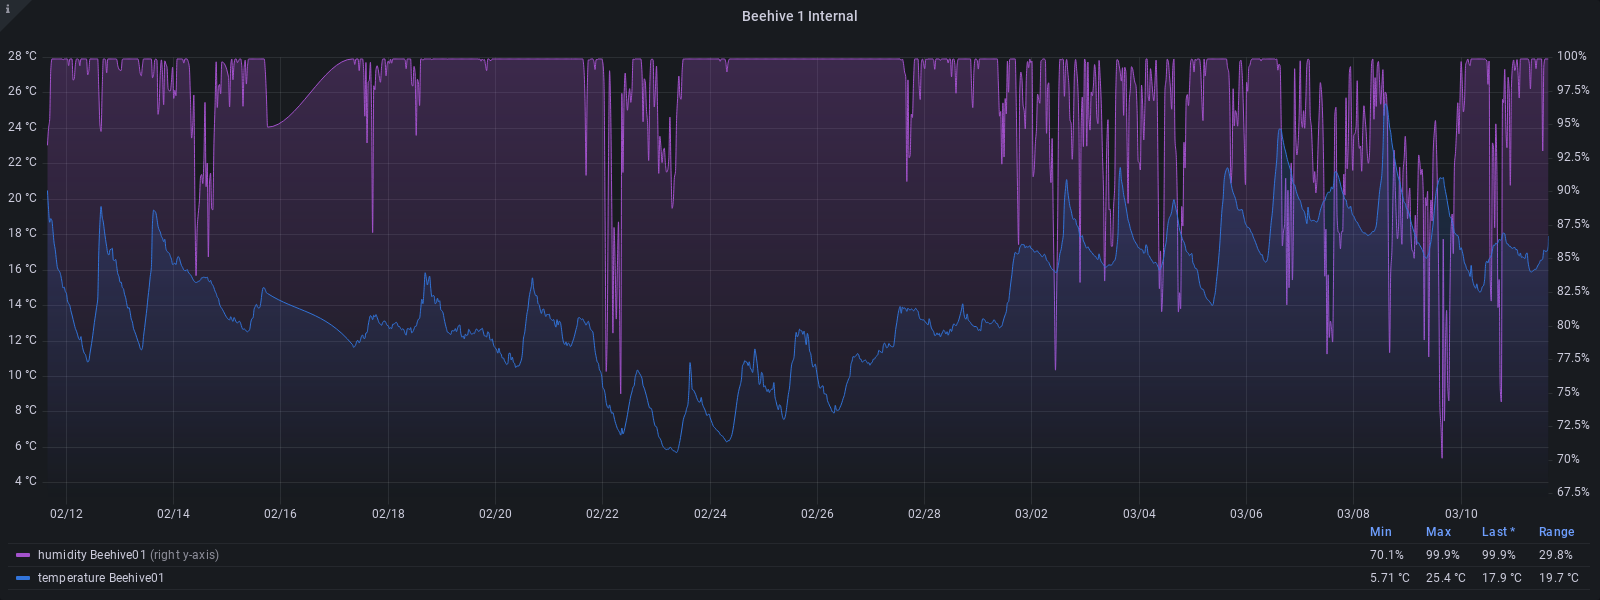 i
Beehive 1 Internal
28 °C 100%
26 °C 97.5%
24 °C 95%
22 °C 92.5%
20 °C 90%
18 °C 87.5%
16 °C 85%
14 °C 82.5%
12 °C 80%
10 °C 77.5%
8 °C 75%
6 °C 72.5%
4 °C 70%
67.5%
02/12 02/14 02/16 02/18 02/20 02/22 02/24 02/26 02/28 03/02 03/04 03/06 03/08 03/10
Min Max Last * Range
humidity Beehive01 (right y-axis) 70.1% 99.9% 99.9% 29.8%
temperature Beehive01 5.71 °C 25.4 °C 17.9 °C 19.7 °C